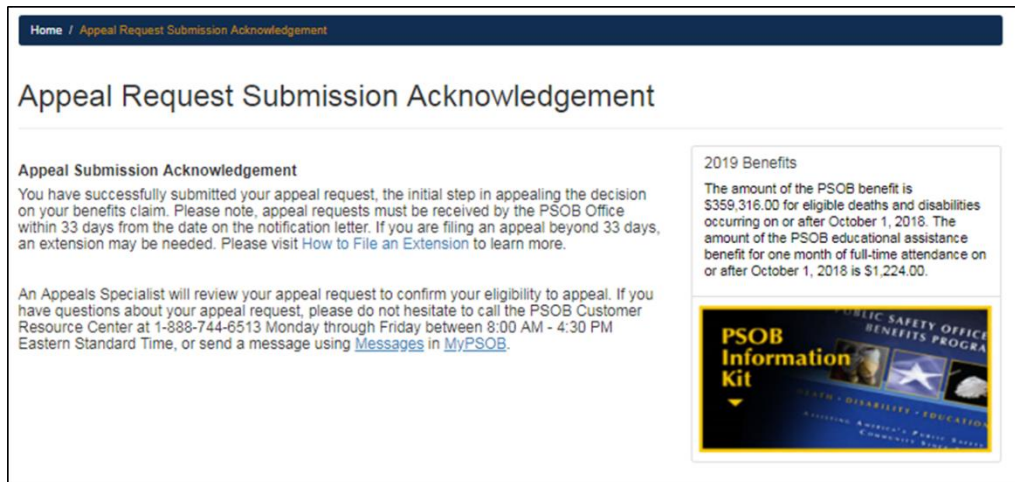 Home / Appeal Request Submission Acknowledgement
Appeal Request Submission Acknowledgement
Appeal Submission Acknowledgement
You have successfully submitted your appeal request, the initial step in appealing the decision
on your benefits claim. Please note, appeal requests must be received by the PSOB Office
within 33 days from the date on the notification letter. If you are filing an appeal beyond 33 days,
an extension may be needed. Please visit How to File an Extension to learn more.
An Appeals Specialist will review your appeal request to confirm your eligibility to appeal. If you
have questions about your appeal request, please do not hesitate to call the PSOB Customer
Resource Center at 1-888-744-6513 Monday through Friday between 8:00 AM - 4:30 PM
Eastern Standard Time, or send a message using Messages in MyPSOB.
2019 Benefits
The amount of the PSOB benefit is
$359,316.00 for eligible deaths and disabilities
occurring on or after October 1, 2018. The
amount of the PSOB educational assistance
benefit for one month of full-time attendance on
or after October 1, 2018 is $1,224.00.
PSOB
Information
Kit
SAFETY OFFICE
BENEFITS PROGRA
DEATH • DISABILITY • EDUCATION
ASSISTING AMERICA'S PUBLIC SAFET
COMMUNITY